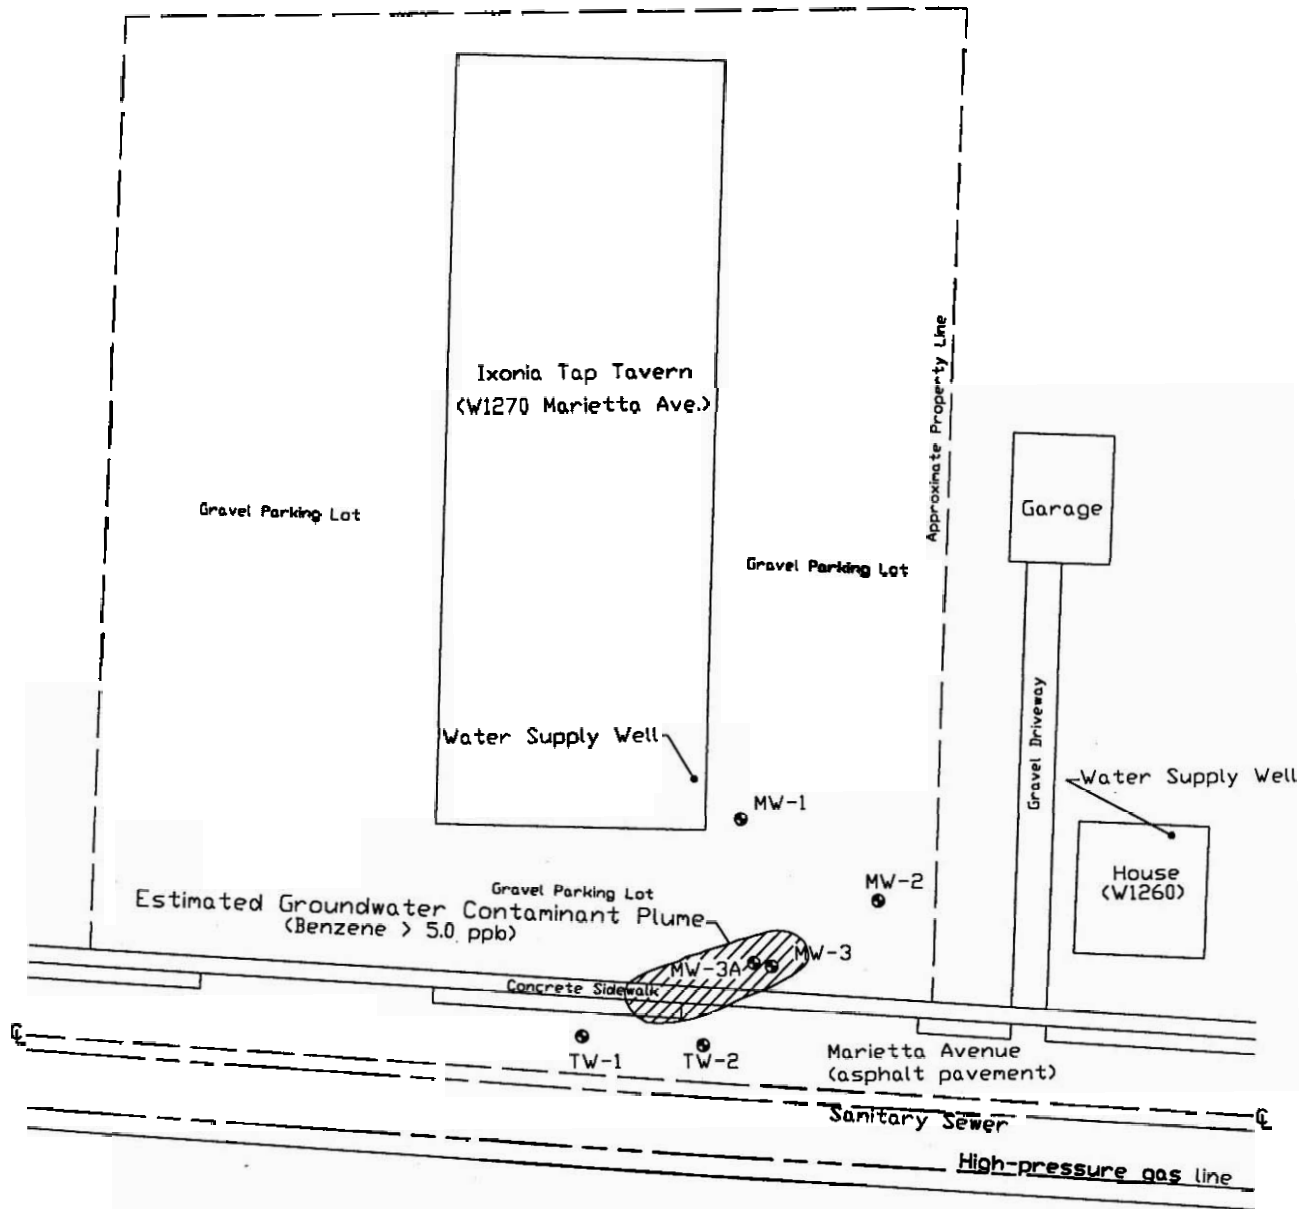 Ixonia Tap Tavern
(W1270 Marietta Ave.)
Approximate Property Line
Garage
Gravel Parking Lot
Gravel Parking Lot
Gravel Driveway
Water Supply Well
Water Supply Well
MW-1
House
(W1260)
MW-2
Gravel Parking Lot
Estimated Groundwater Contaminant Plume
(Benzene > 5.0 ppb)
MW-3
MW-3A
Concrete Sidewalk
TW-1
TW-2
Marietta Avenue
(asphalt pavement)
Sanitary Sewer
High-pressure gas line